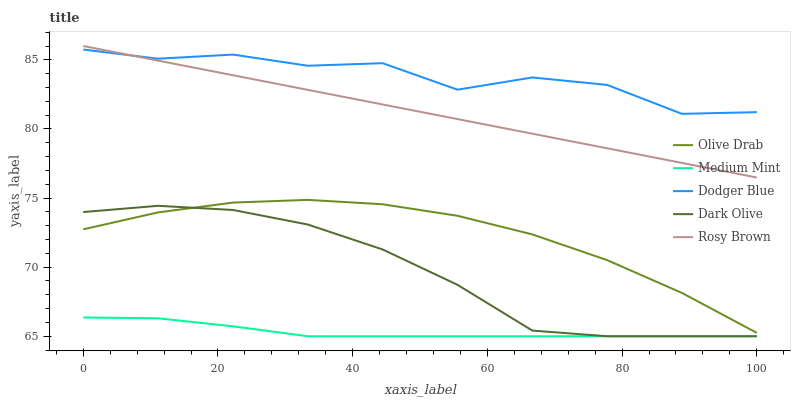 title
yaxis_label
85
80
75
70
65
0 20 40 60 80 100
xaxis_label
Olive Drab
Medium Mint
Dodger Blue
Dark Olive
Rosy Brown